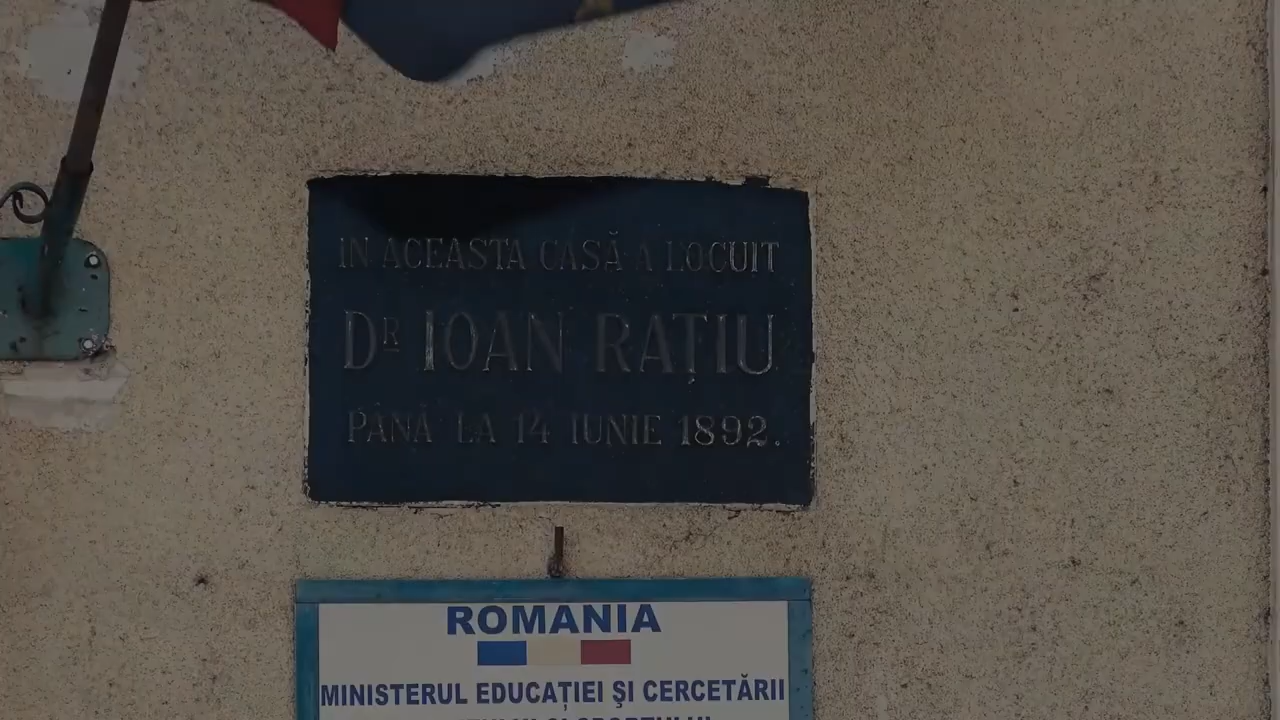 IN ACEASTA CASĂ A LOCUIT
DR IOAN RAȚIU
PÂNĂ LA 14 IUNIE 1892.
ROMANIA
MINISTERUL EDUCAȚIEI ŞI CERCETĂRII